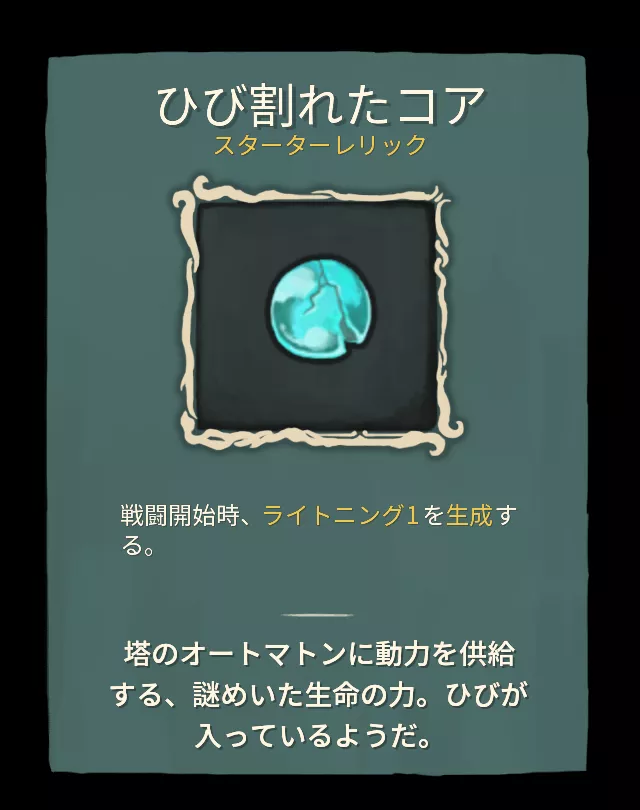 ひび割れたコア
スターターレリック
戦闘開始時、ライトニング1を生成す
る。
塔のオートマトンに動力を供給
する、謎めいた生命の力。ひびが
入っているようだ。